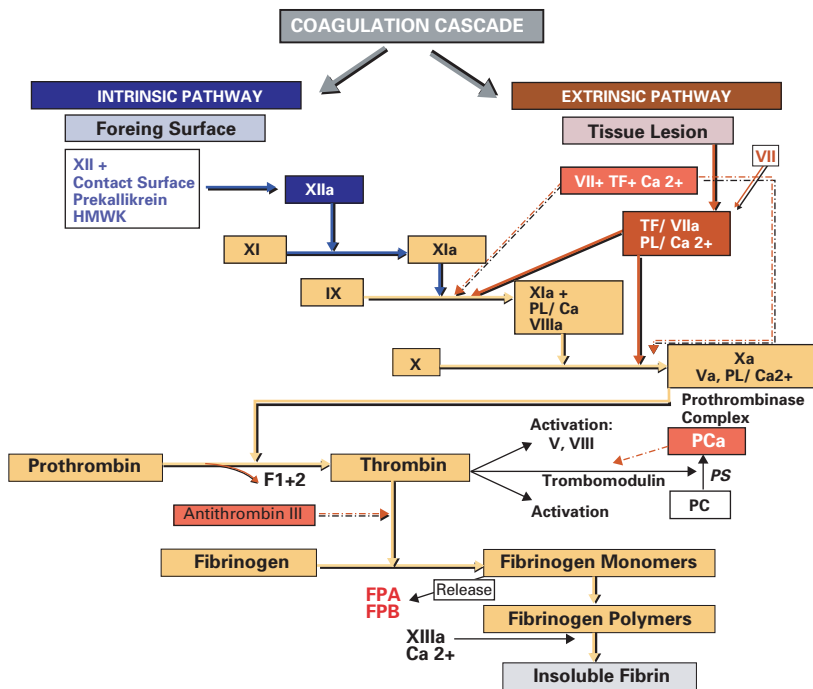 COAGULATION CASCADE
INTRINSIC PATHWAY
EXTRINSIC PATHWAY
Foreing Surface
Tissue Lesion
XII +
Contact Surface
Prekallikrein
HMWK
XIIa
VII+ TF+ Ca 2+
VII
TF/ VIIa
PL/ Ca 2+
XI
XIa
IX
XIa +
PL/ Ca
VIIIa
X
Xa
Va, PL/ Ca2+
Prothrombinase
Complex
Prothrombin
F1+2
Thrombin
Activation:
V, VIII
Trombomodulin
Activation
PCa
PS
PC
Antithrombin III
Fibrinogen
Fibrinogen Monomers
Release
FPA
FPB
Fibrinogen Polymers
XIIIa
Ca 2+
Insoluble Fibrin